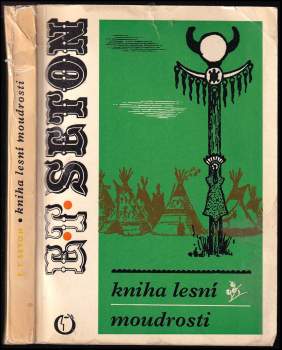 E. T. SETON • kniha lesní moudrosti
E.T. SETON
kniha lesní
moudrosti